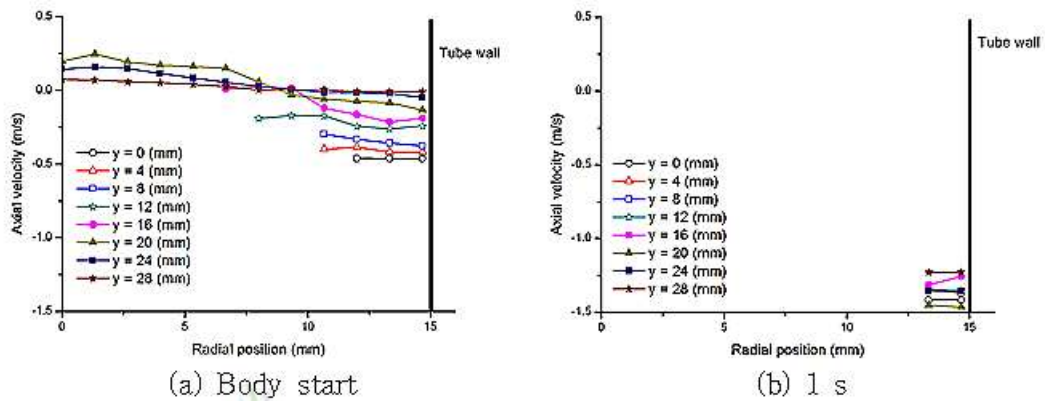 0.5
0.0
-0.5
-1.0
-1.5
Axial velocity (m/s)
0
5
10
15
Radial position (mm)
Tube wall
y = 0 (mm)
y = 4 (mm)
y = 8 (mm)
y = 12 (mm)
y = 16 (mm)
y = 20 (mm)
y = 24 (mm)
y = 28 (mm)
(a) Body start
0.5
0.0
-0.5
-1.0
-1.5
Axial velocity (m/s)
0
5
10
15
Radial position (mm)
Tube wall
y = 0 (mm)
y = 4 (mm)
y = 8 (mm)
y = 12 (mm)
y = 16 (mm)
y = 20 (mm)
y = 24 (mm)
y = 28 (mm)
(b) 1 s